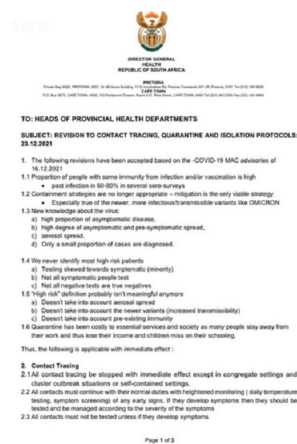 DIRECTOR GENERAL
HEALTH
REPUBLIC OF SOUTH AFRICA
PRETORIA
CAPE TOWN
TO: HEADS OF PROVINCIAL HEALTH DEPARTMENTS
SUBJECT: REVISION TO CONTACT TRACING, QUARANTINE AND ISOLATION PROTOCOLS:
23.12.2021
1. The following revisions have been accepted based on the -COVID-19 MAC advisories of
16.12.2021
1.1 Proportion of people with some immunity from infection and/or vaccination is high
• past infection in 60-80% in several sero-surveys
1.2 Containment strategies are no longer appropriate – mitigation is the only viable strategy
• Especially true of the newer, more infectious/transmissible variants like OMICRON
1.3 New knowledge about the virus:
a) high proportion of asymptomatic disease,
b) high degree of asymptomatic and pre-symptomatic spread,
c) aerosol spread,
d) Only a small proportion of cases are diagnosed.
1.4 We never identify most high risk patients
a) Testing skewed towards symptomatic (minority)
b) Not all symptomatic people test
c) Not all negative tests are true negatives
1.5 "High risk" definition probably isn't meaningful anymore
a) Doesn't take into account aerosol spread
b) Doesn't take into account the newer variants (increased transmissibility)
c) Doesn't take into account pre-existing immunity
1.6 Quarantine has been costly to essential services and society as many people stay away from
their work and thus lose their income and children miss on their schooling.
Thus, the following is applicable with immediate effect :
2. Contact Tracing
2.1 All contact tracing be stopped with immediate effect except in congregate settings and
cluster outbreak situations or self-contained settings.
2.2 All contacts must continue with their normal duties with heightened monitoring ( daily temperature
testing, symptom screening) of any early signs. If they develop symptoms then they should be
tested and be managed according to the severity of the symptoms
2.3 All contacts must not be tested unless if they develop symptoms
Page 1 of 3